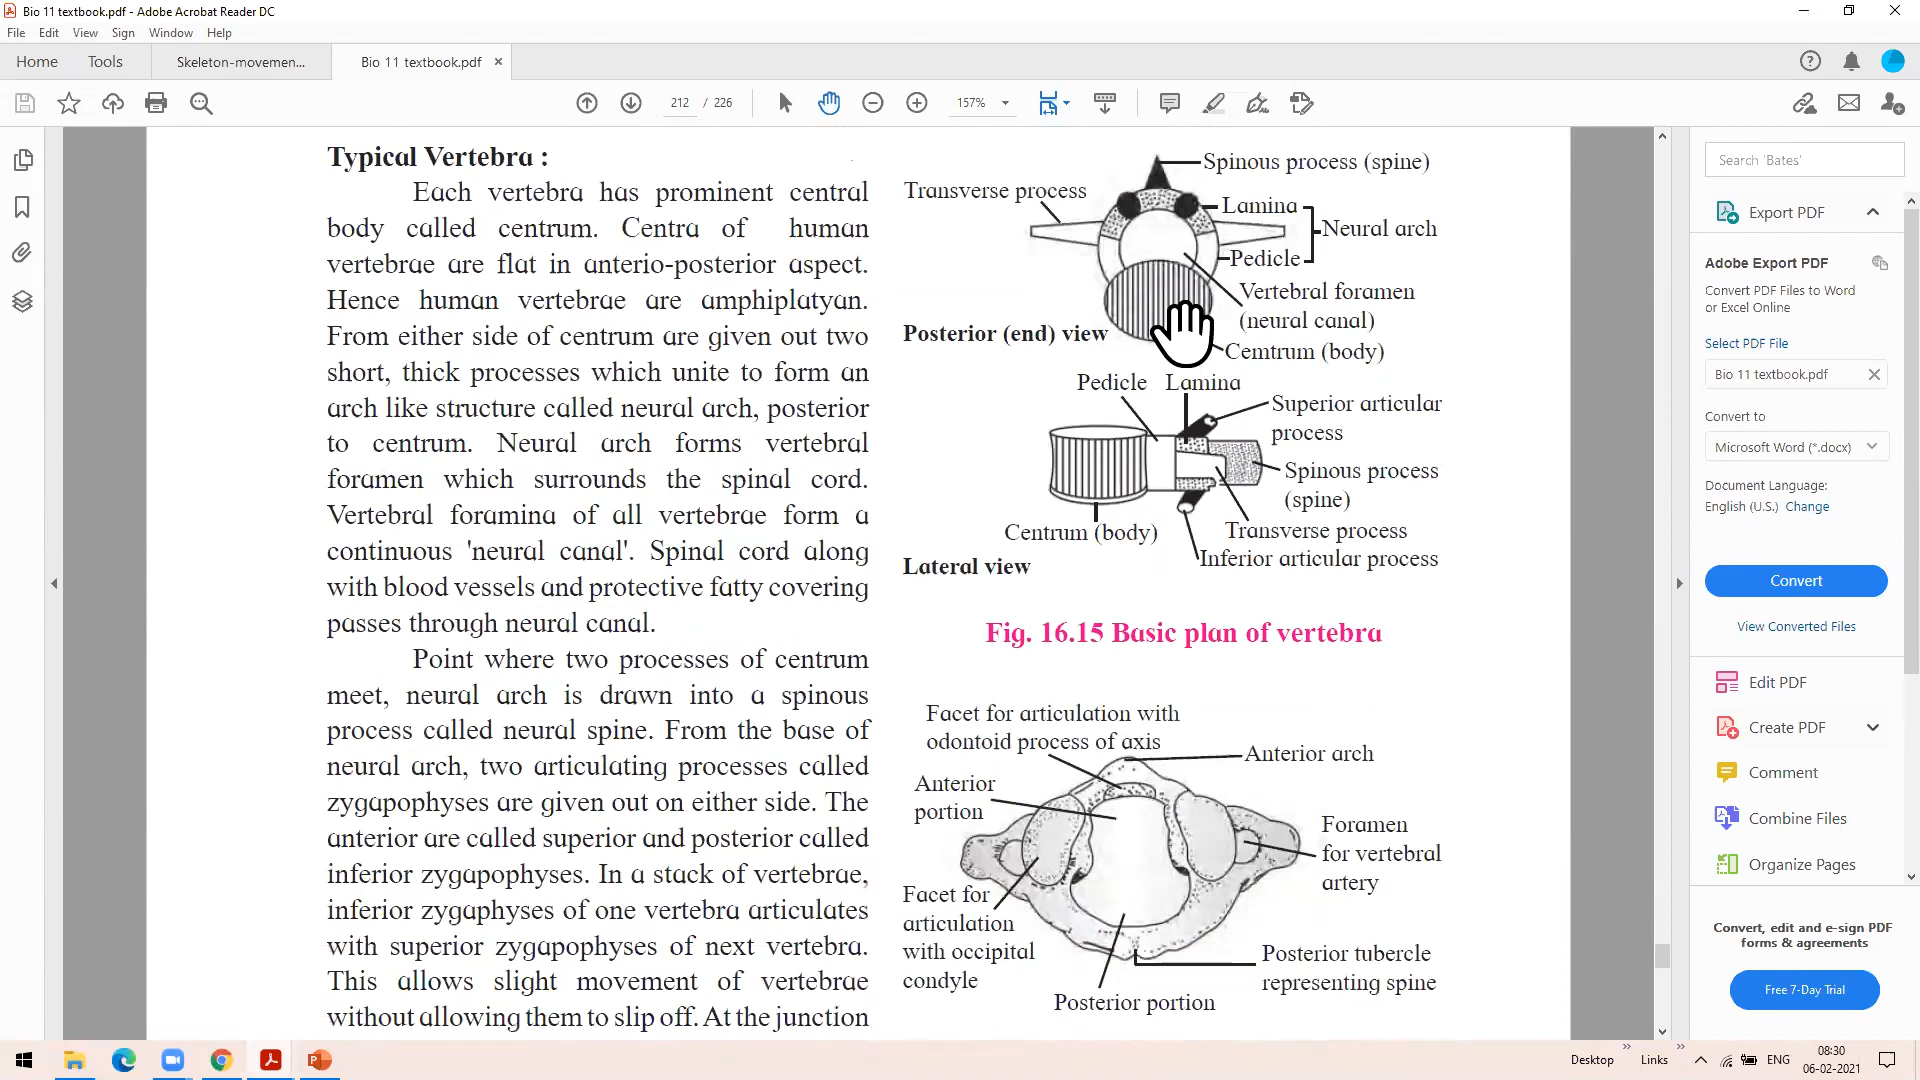 Bio 11 textbook.pdf - Adobe Acrobat Reader DC
File Edit View Sign Window Help
Home Tools Skeleton-movemen... Bio 11 textbook.pdf ×
212 / 226 157%
Typical Vertebra :
Each vertebra has prominent central
body called centrum. Centra of human
vertebrae are flat in anterio-posterior aspect.
Hence human vertebrae are amphiplatyan.
From either side of centrum are given out two
short, thick processes which unite to form an
arch like structure called neural arch, posterior
to centrum. Neural arch forms vertebral
foramen which surrounds the spinal cord.
Vertebral foramina of all vertebrae form a
continuous 'neural canal'. Spinal cord along
with blood vessels and protective fatty covering
passes through neural canal.
Point where two processes of centrum
meet, neural arch is drawn into a spinous
process called neural spine. From the base of
neural arch, two articulating processes called
zygapophyses are given out on either side. The
anterior are called superior and posterior called
inferior zygapophyses. In a stack of vertebrae,
inferior zygaphyses of one vertebra articulates
with superior zygapophyses of next vertebra.
This allows slight movement of vertebrae
without allowing them to slip off. At the junction
Spinous process (spine)
Transverse process
Lamina
Neural arch
Pedicle
Vertebral foramen
(neural canal)
Posterior (end) view
Cemtrum (body)
Pedicle Lamina
Superior articular
process
Spinous process
(spine)
Centrum (body)
Transverse process
Inferior articular process
Lateral view
Fig. 16.15 Basic plan of vertebra
Facet for articulation with
odontoid process of axis
Anterior arch
Anterior
portion
Foramen
for vertebral
artery
Facet for
articulation
with occipital
condyle
Posterior tubercle
representing spine
Posterior portion
Search 'Bates'
Export PDF
Adobe Export PDF
Convert PDF Files to Word
or Excel Online
Select PDF File
Bio 11 textbook.pdf
Convert to
Microsoft Word (*.docx)
Document Language:
English (U.S.) Change
Convert
View Converted Files
Edit PDF
Create PDF
Comment
Combine Files
Organize Pages
Convert, edit and e-sign PDF
forms & agreements
Free 7-Day Trial
Desktop Links ENG
08:30
06-02-2021